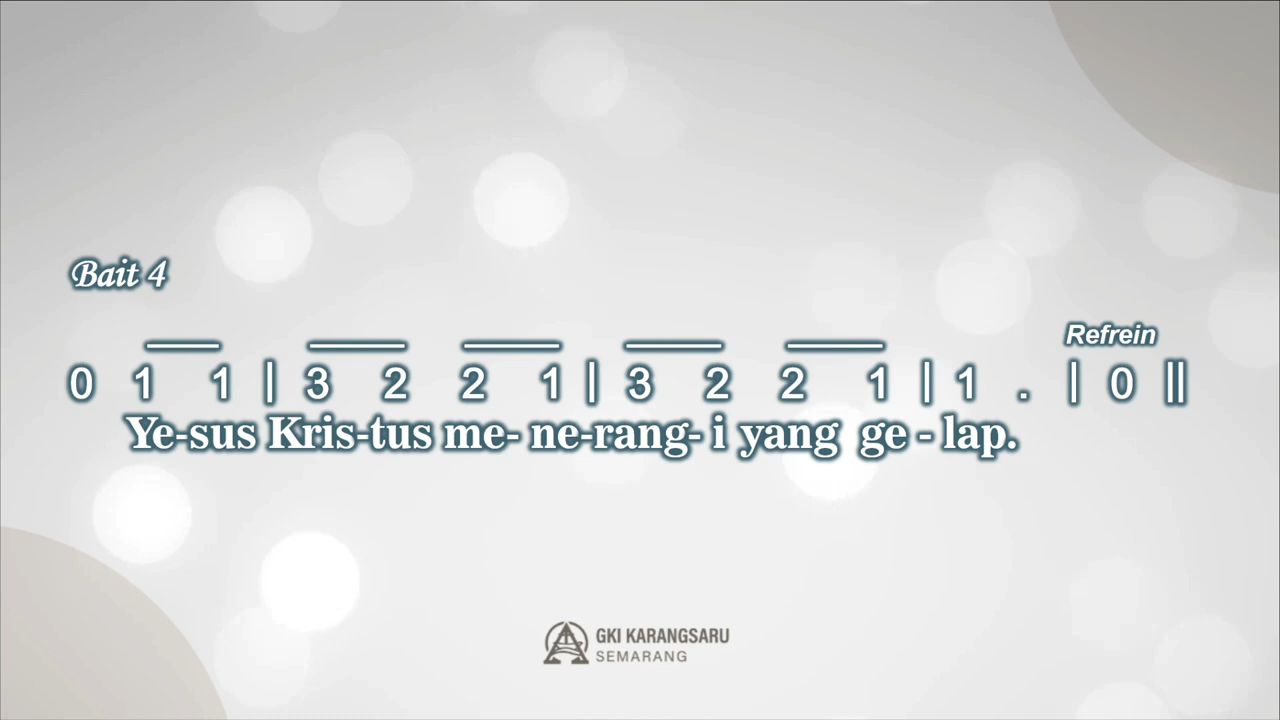 Bait 4
Refrein
0 1 1 | 3 2 2 1 | 3 2 2 1 | 1 . | 0 ||
Ye-sus Kris-tus me- ne-rang- i yang ge - lap.
GKI KARANGSARU
SEMARANG